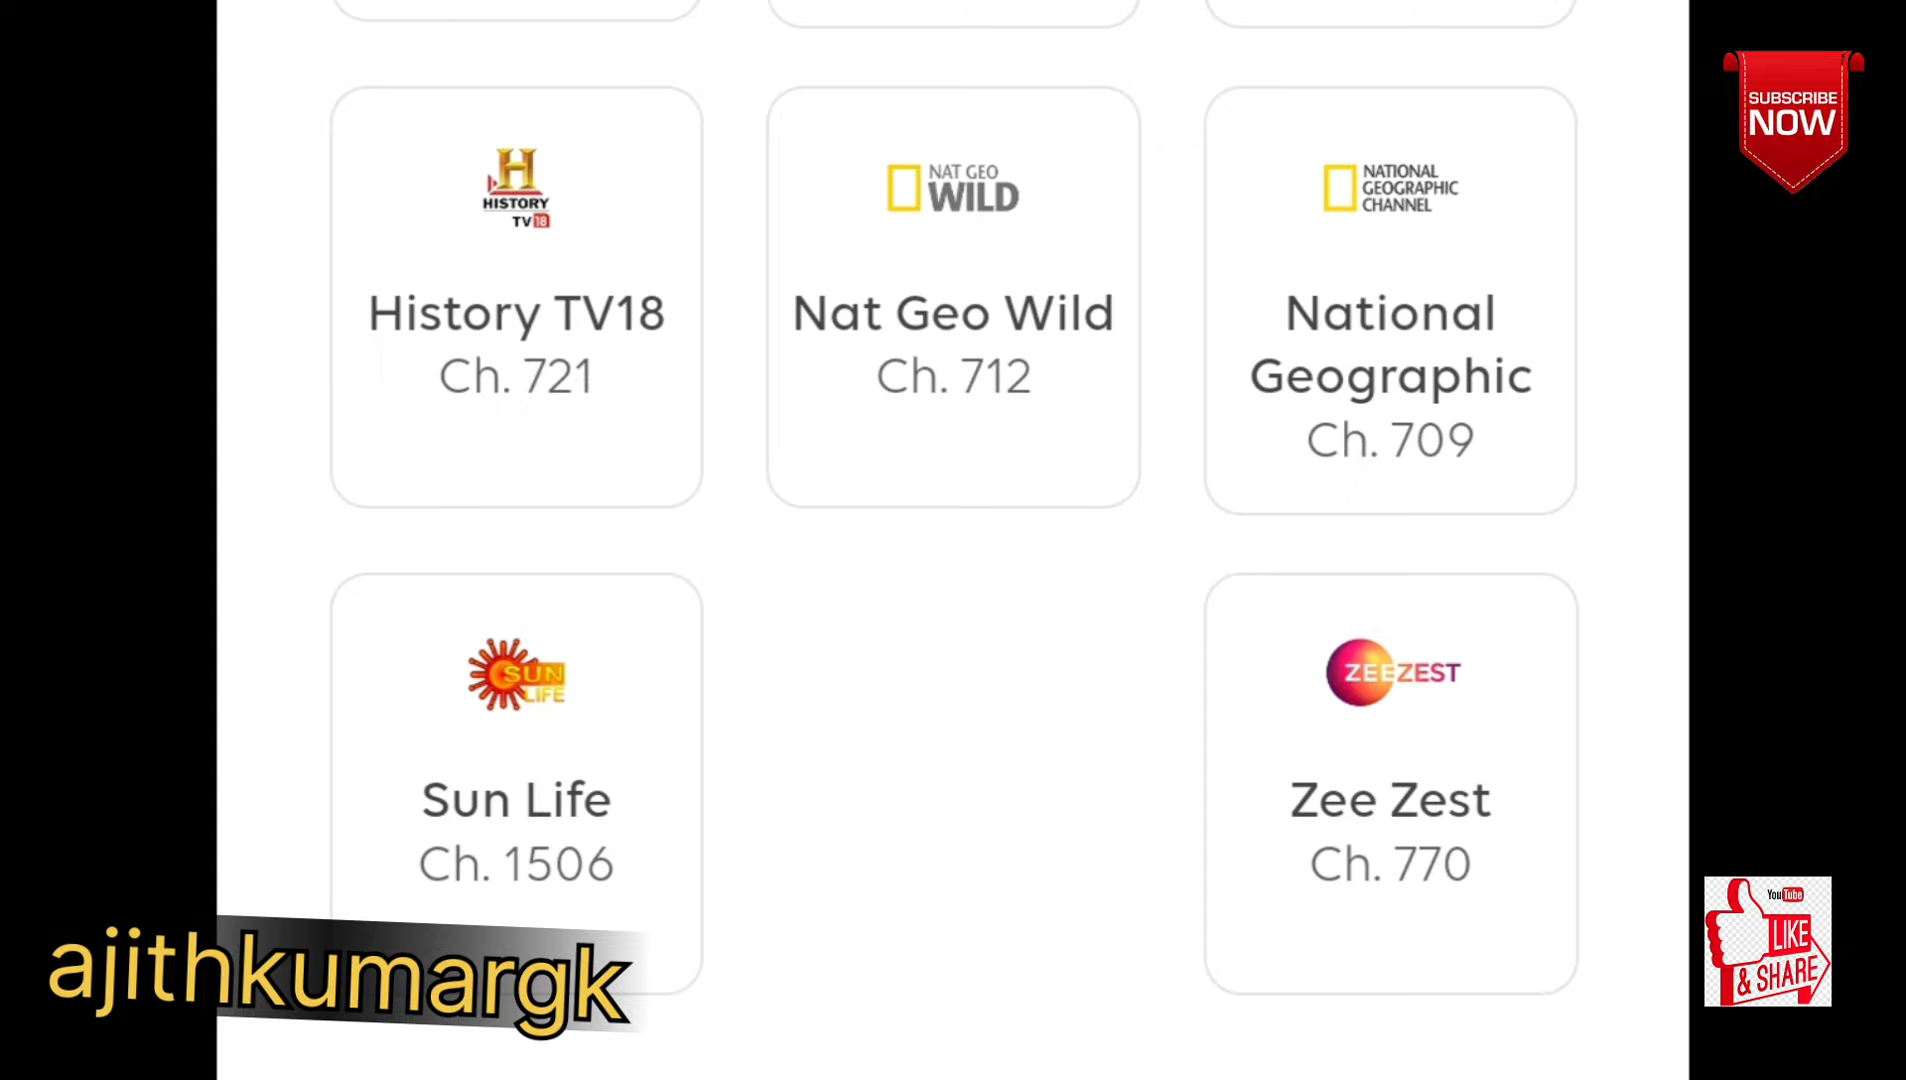 SUBSCRIBE
NOW
HISTORY
TV18
NAT GEO
WILD
NATIONAL
GEOGRAPHIC
CHANNEL
History TV18
Ch. 721
Nat Geo Wild
Ch. 712
National
Geographic
Ch. 709
SUN
LIFE
ZEEZEST
Sun Life
Ch. 1506
Zee Zest
Ch. 770
ajithkumargk
YouTube
LIKE
& SHARE